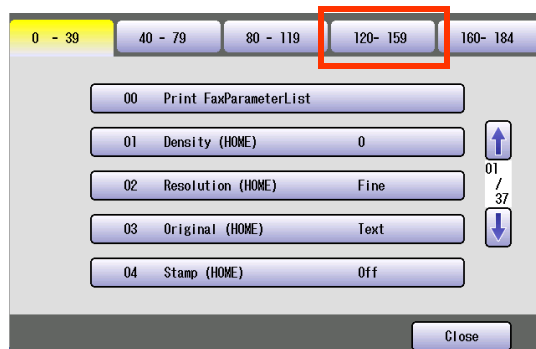 0 - 39 40 - 79 80 - 119 120- 159 160- 184
00 Print FaxParameterList
01 Density (HOME) 0
02 Resolution (HOME) Fine
03 Original (HOME) Text
04 Stamp (HOME) Off
01
/
37
Close